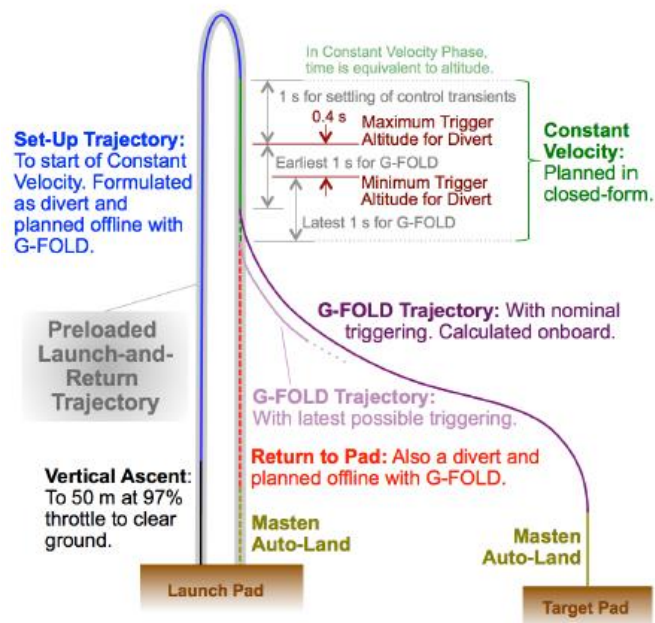 In Constant Velocity Phase,
time is equivalent to altitude.
1 s for settling of control transients
0.4 s
Maximum Trigger
Altitude for Divert
Earliest 1 s for G-FOLD
Minimum Trigger
Altitude for Divert
Latest 1 s for G-FOLD
Constant
Velocity:
Planned in
closed-form.
Set-Up Trajectory:
To start of Constant
Velocity. Formulated
as divert and
planned offline with
G-FOLD.
Preloaded
Launch-and-
Return
Trajectory
G-FOLD Trajectory: With nominal
triggering. Calculated onboard.
G-FOLD Trajectory:
With latest possible triggering.
Return to Pad: Also a divert and
planned offline with G-FOLD.
Vertical Ascent:
To 50 m at 97%
throttle to clear
ground.
Masten
Auto-Land
Masten
Auto-Land
Launch Pad
Target Pad